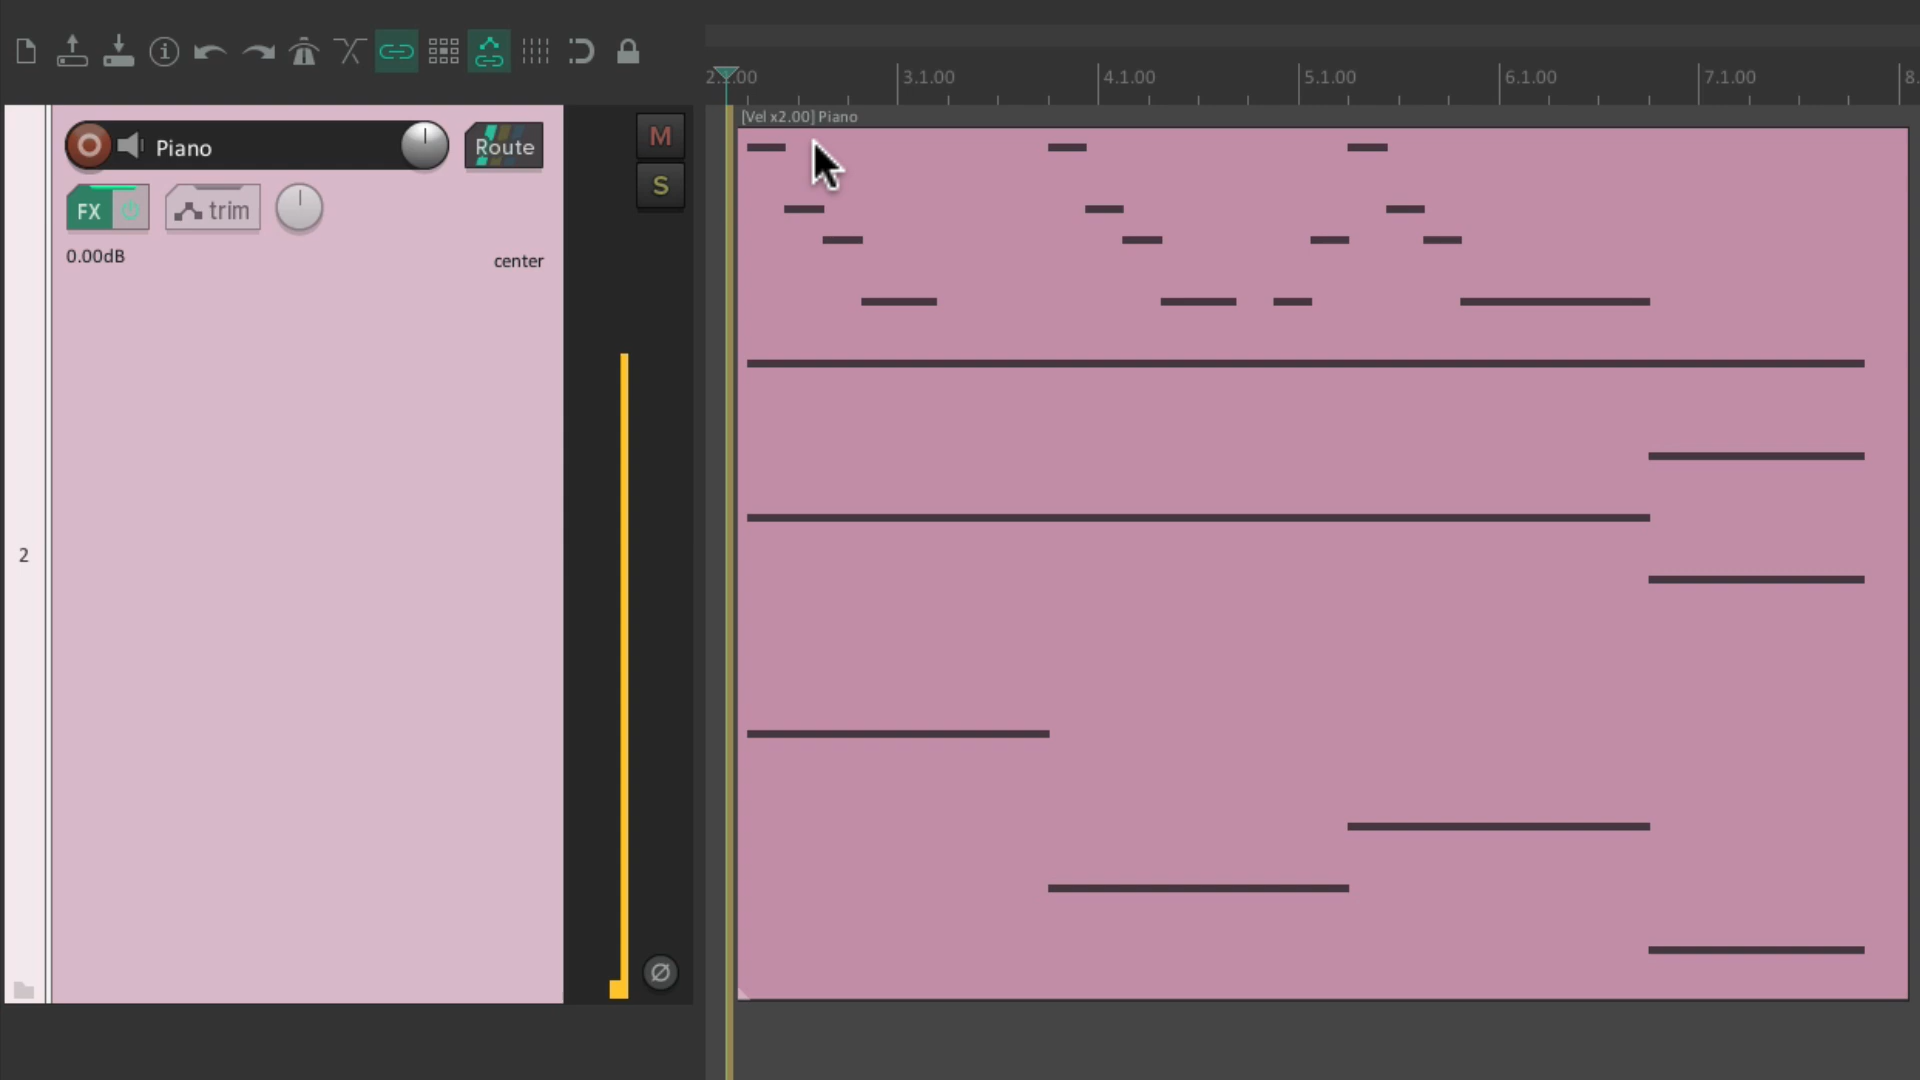 2.1.00 3.1.00 4.1.00 5.1.00 6.1.00 7.1.00 8.
[Vel x2.00] Piano
Piano
Route
M
S
FX
trim
0.00dB
center
2